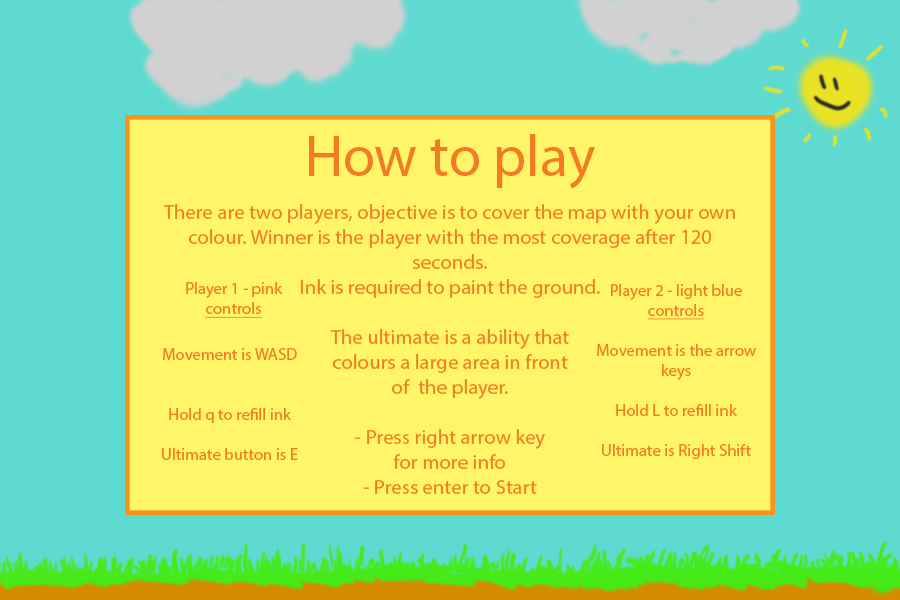 How to play
There are two players, objective is to cover the map with your own
colour. Winner is the player with the most coverage after 120
seconds.
Ink is required to paint the ground.
Player 1 - pink
controls
Movement is WASD
Hold q to refill ink
Ultimate button is E
The ultimate is a ability that
colours a large area in front
of the player.
- Press right arrow key
for more info
- Press enter to Start
Player 2 - light blue
controls
Movement is the arrow
keys
Hold L to refill ink
Ultimate is Right Shift